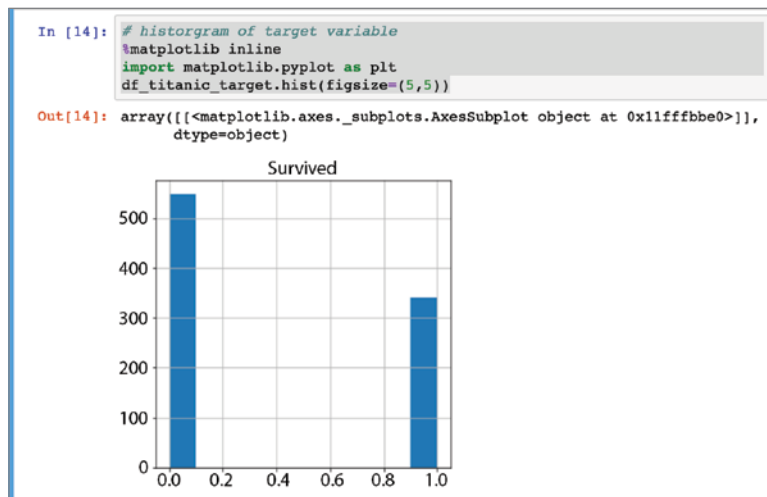 In [14]: # historgram of target variable
%matplotlib inline
import matplotlib.pyplot as plt
df_titanic_target.hist(figsize=(5,5))
Out[14]: array([[<matplotlib.axes._subplots.AxesSubplot object at 0x11fffbbe0>]],
dtype=object)
Survived
500
400
300
200
100
0
0.0 0.2 0.4 0.6 0.8 1.0